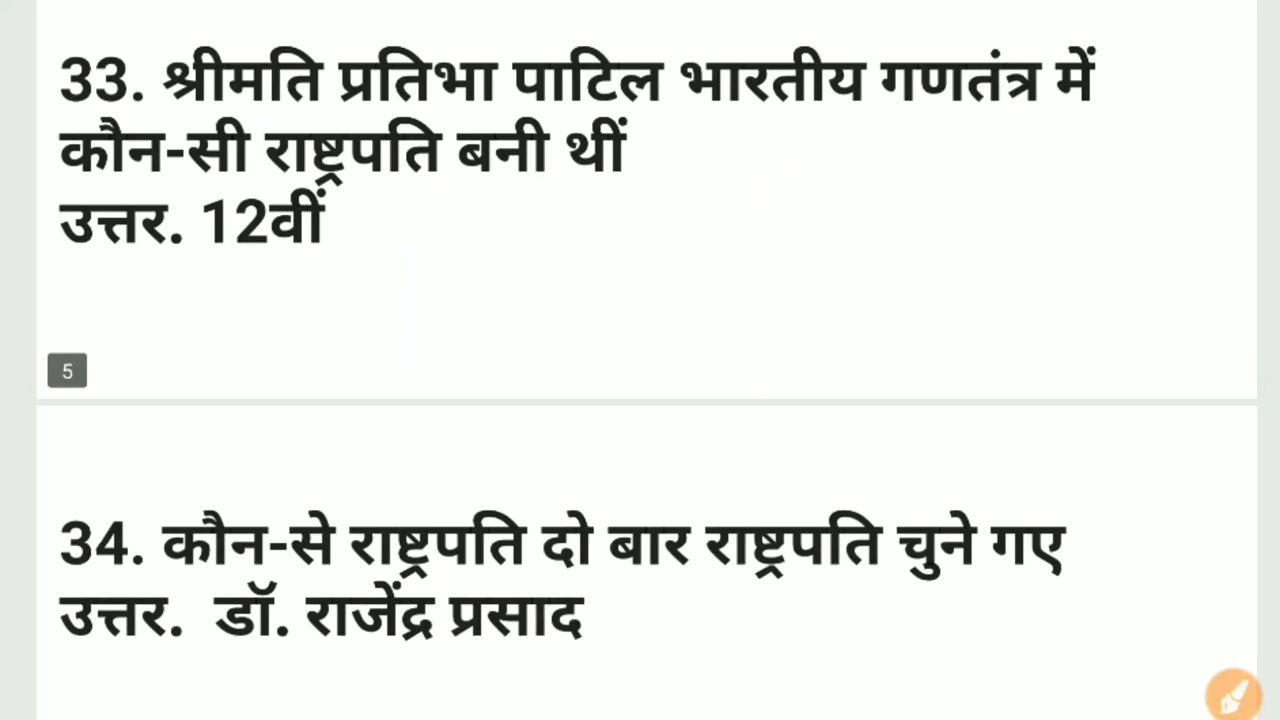 33. श्रीमति प्रतिभा पाटिल भारतीय गणतंत्र में
कौन-सी राष्ट्रपति बनी थीं
उत्तर. 12वीं
5
34. कौन-से राष्ट्रपति दो बार राष्ट्रपति चुने गए
उत्तर. डॉ. राजेंद्र प्रसाद